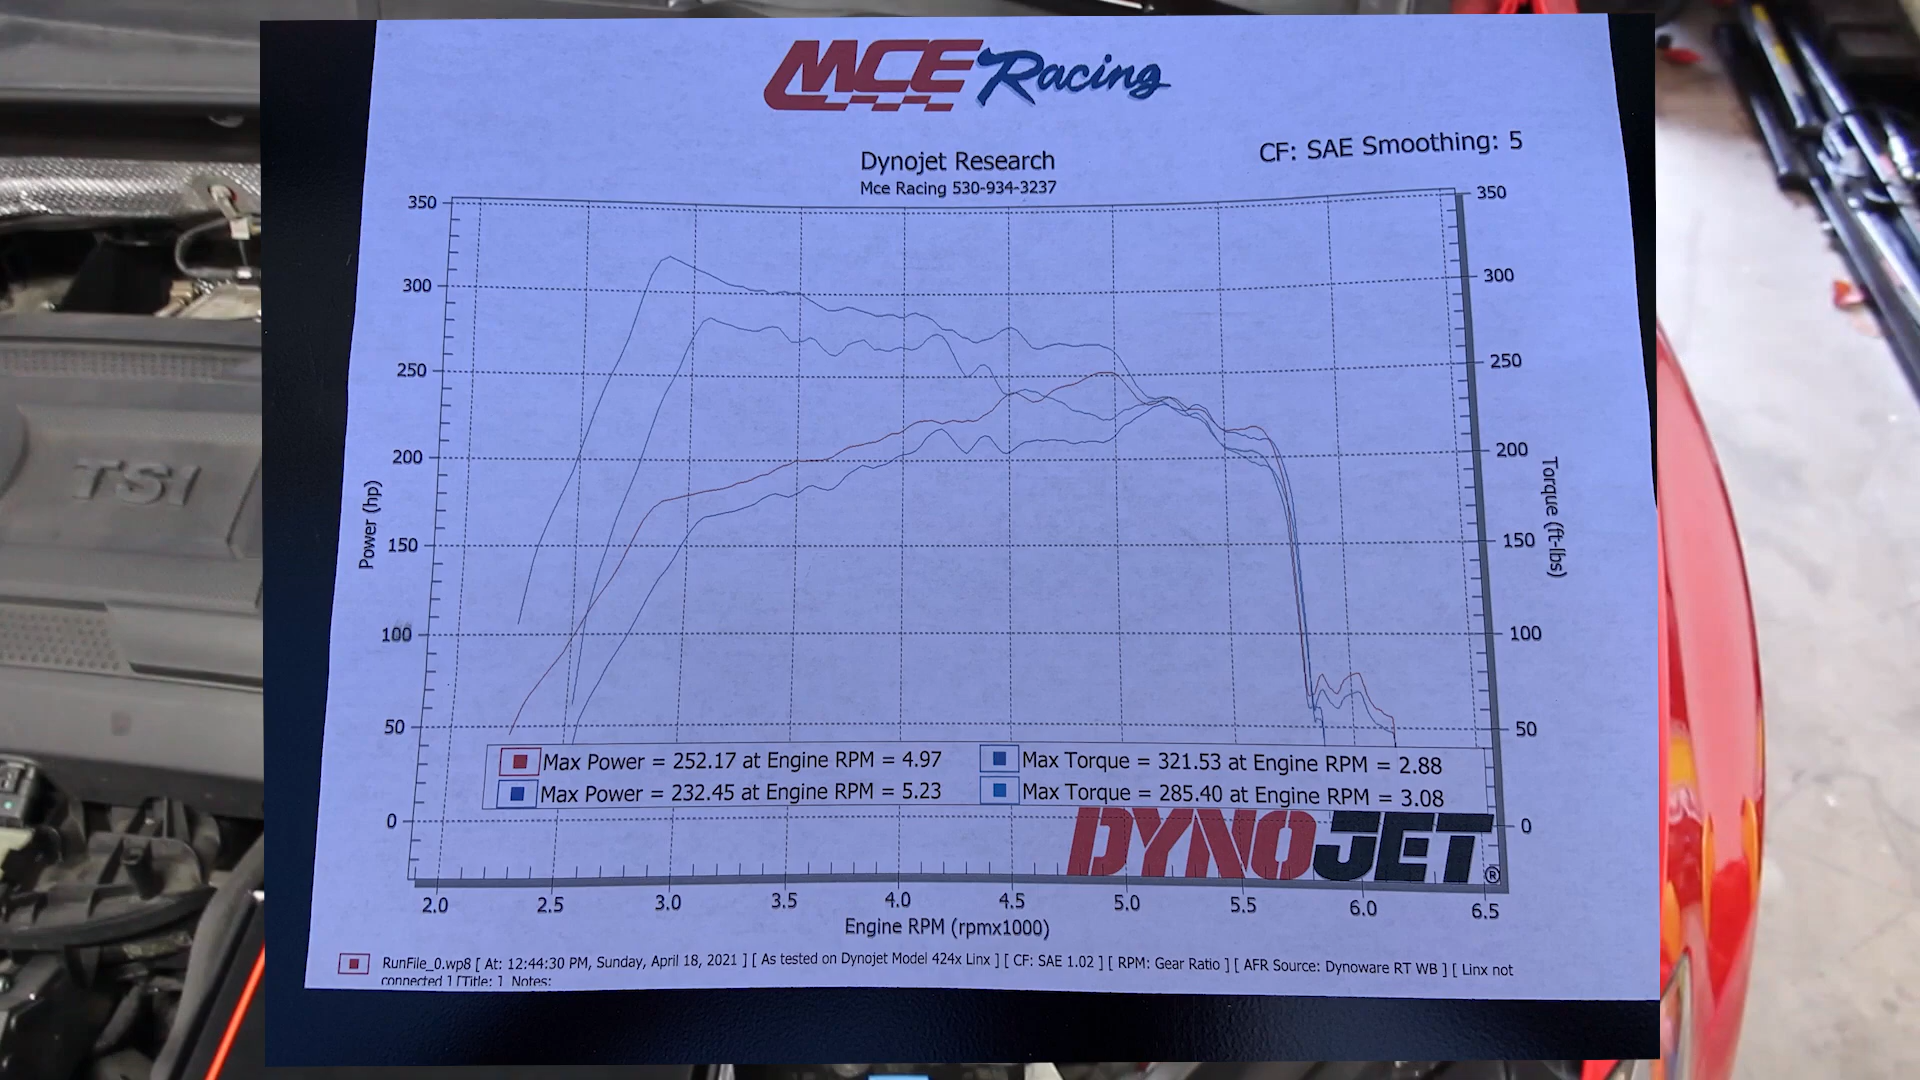 MCE Racing
Dynojet Research
Mce Racing 530-934-3237
CF: SAE Smoothing: 5
350
300
250
200
150
100
50
0
Power (hp)
350
300
250
200
150
100
50
0
Torque (ft-lbs)
Max Power = 252.17 at Engine RPM = 4.97
Max Torque = 321.53 at Engine RPM = 2.88
Max Power = 232.45 at Engine RPM = 5.23
Max Torque = 285.40 at Engine RPM = 3.08
DYNOJET®
2.0 2.5 3.0 3.5 4.0 4.5 5.0 5.5 6.0 6.5
Engine RPM (rpmx1000)
RunFile_0.wp8 [ At: 12:44:30 PM, Sunday, April 18, 2021 ] [ As tested on Dynojet Model 424x Linx ] [ CF: SAE 1.02 ] [ RPM: Gear Ratio ] [ AFR Source: Dynoware RT WB ] [ Linx not
connected ] [Title: ] Notes:
TSI